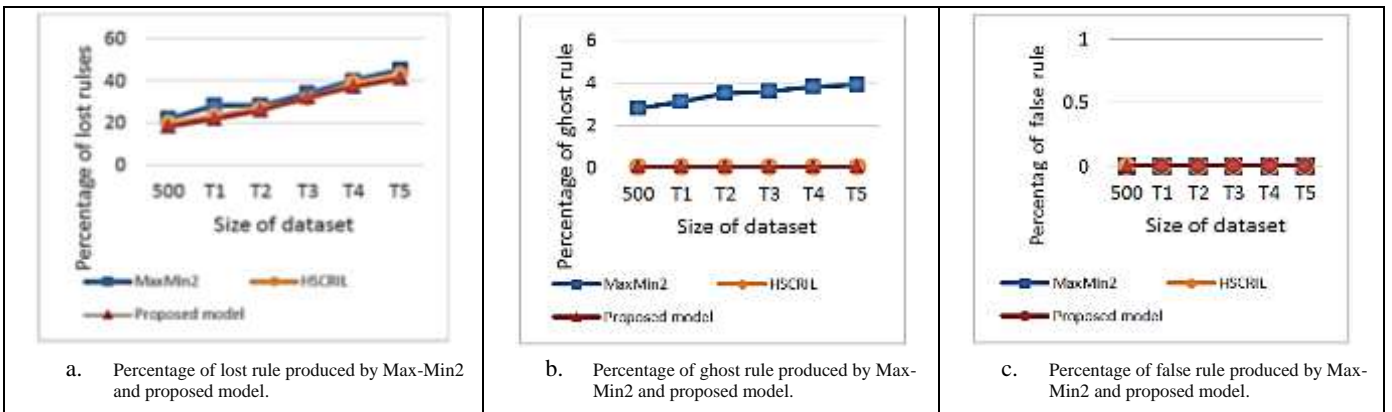 60
40
20
0
Percentage of lost rulses
500 T1 T2 T3 T4 T5
Size of dataset
MaxMin2 HSCRIL
Proposed model
a. Percentage of lost rule produced by Max-Min2
and proposed model.
6
4
2
0
Percentage of ghost rule
500 T1 T2 T3 T4 T5
Size of dataset
MaxMin2 HSCRIL
Proposed model
b. Percentage of ghost rule produced by Max-
Min2 and proposed model.
1
0.5
0
Percentag of false rule
500 T1 T2 T3 T4 T5
Size of dataset
MaxMin2 HSCRIL
Proposed model
c. Percentage of false rule produced by Max-
Min2 and proposed model.